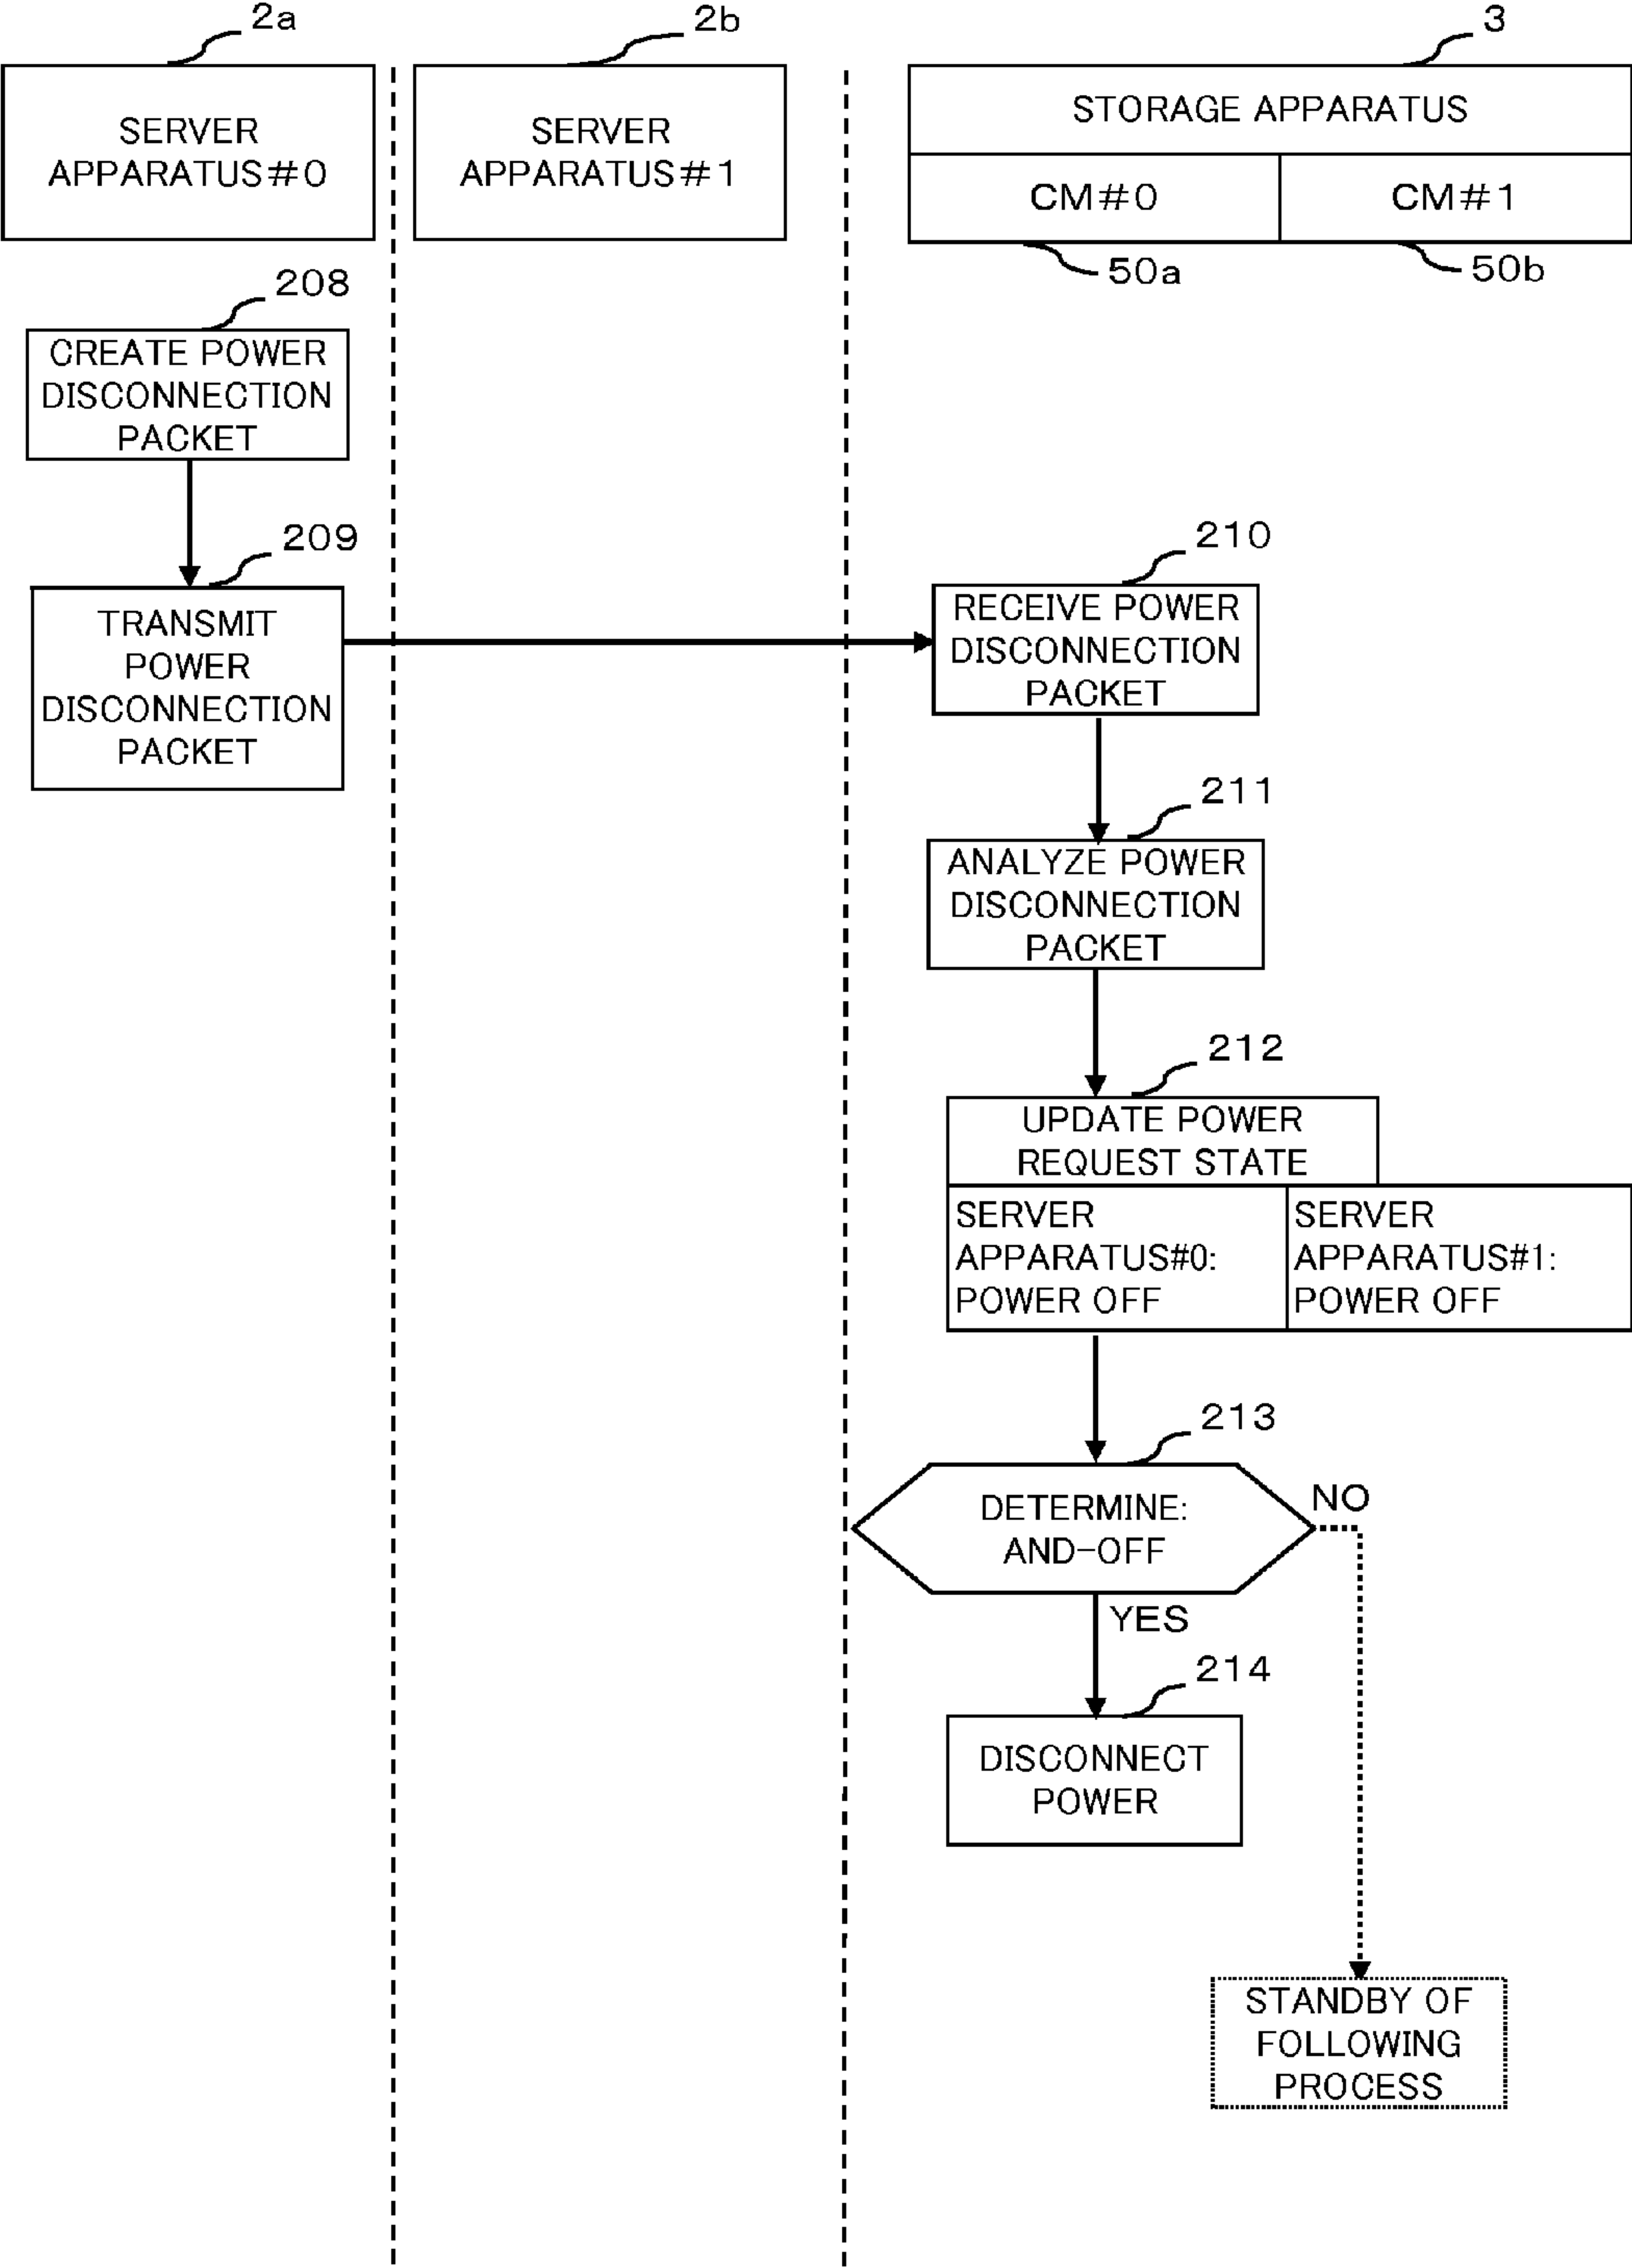 2a
2b
3
SERVER
APPARATUS#0
SERVER
APPARATUS#1
STORAGE APPARATUS
CM#0
CM#1
50a
50b
208
CREATE POWER
DISCONNECTION
PACKET
209
TRANSMIT
POWER
DISCONNECTION
PACKET
210
RECEIVE POWER
DISCONNECTION
PACKET
211
ANALYZE POWER
DISCONNECTION
PACKET
212
UPDATE POWER
REQUEST STATE
SERVER
APPARATUS#0:
POWER OFF
SERVER
APPARATUS#1:
POWER OFF
213
DETERMINE:
AND-OFF
NO
YES
214
DISCONNECT
POWER
STANDBY OF
FOLLOWING
PROCESS